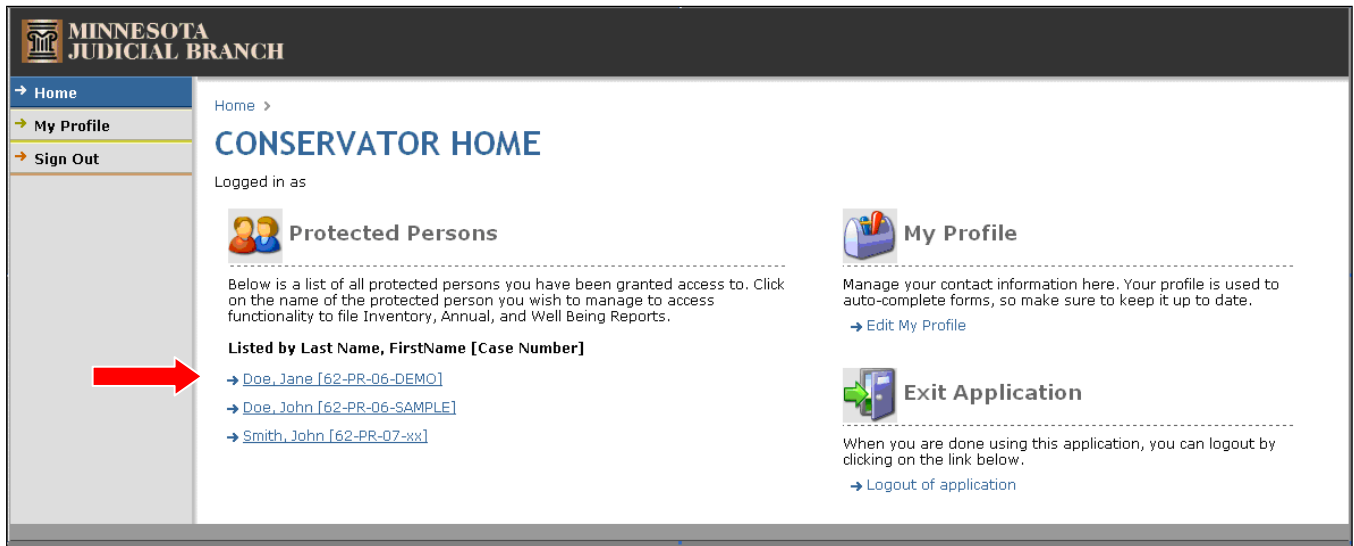 MINNESOTA
JUDICIAL BRANCH
Home
My Profile
Sign Out
Home >
CONSERVATOR HOME
Logged in as
Protected Persons
Below is a list of all protected persons you have been granted access to. Click
on the name of the protected person you wish to manage to access
functionality to file Inventory, Annual, and Well Being Reports.
Listed by Last Name, FirstName [Case Number]
Doe, Jane [62-PR-06-DEMO]
Doe, John [62-PR-06-SAMPLE]
Smith, John [62-PR-07-xx]
My Profile
Manage your contact information here. Your profile is used to
auto-complete forms, so make sure to keep it up to date.
Edit My Profile
Exit Application
When you are done using this application, you can logout by
clicking on the link below.
Logout of application